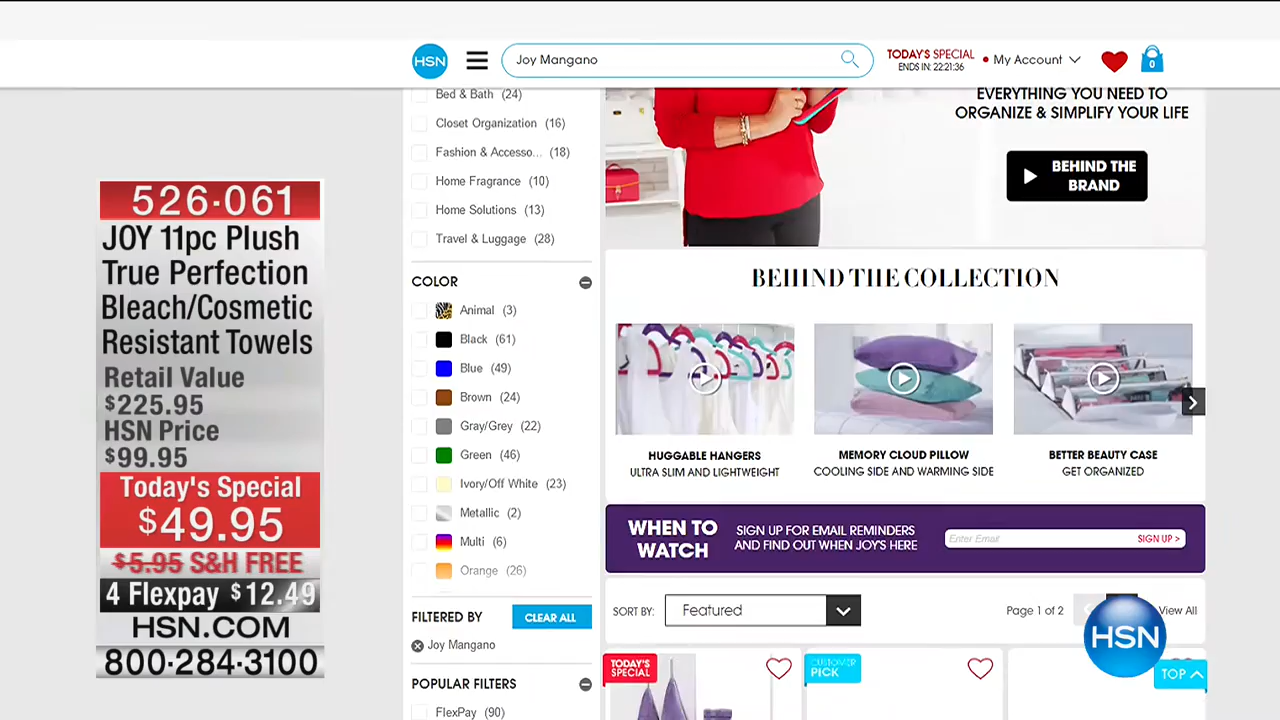 HSN
Joy Mangano
TODAY'S SPECIAL
ENDS IN: 22:21:36
My Account
0
526-061
JOY 11pc Plush
True Perfection
Bleach/Cosmetic
Resistant Towels
Retail Value
$225.95
HSN Price
$99.95
Today's Special
$49.95
$5.95 S&H FREE
4 Flexpay $12.49
HSN.COM
800-284-3100
Bed & Bath (24)
Closet Organization (16)
Fashion & Accesso... (18)
Home Fragrance (10)
Home Solutions (13)
Travel & Luggage (28)
COLOR
Animal (3)
Black (61)
Blue (49)
Brown (24)
Gray/Grey (22)
Green (46)
Ivory/Off White (23)
Metallic (2)
Multi (6)
Orange (26)
FILTERED BY
CLEAR ALL
Joy Mangano
POPULAR FILTERS
FlexPay (90)
EVERYTHING YOU NEED TO
ORGANIZE & SIMPLIFY YOUR LIFE
BEHIND THE
BRAND
BEHIND THE COLLECTION
HUGGABLE HANGERS
ULTRA SLIM AND LIGHTWEIGHT
MEMORY CLOUD PILLOW
COOLING SIDE AND WARMING SIDE
BETTER BEAUTY CASE
GET ORGANIZED
WHEN TO
WATCH
SIGN UP FOR EMAIL REMINDERS
AND FIND OUT WHEN JOY'S HERE
Enter Email
SIGN UP >
SORT BY:
Featured
Page 1 of 2
View All
HSN
TODAY'S
SPECIAL
CUSTOMER
PICK
TOP